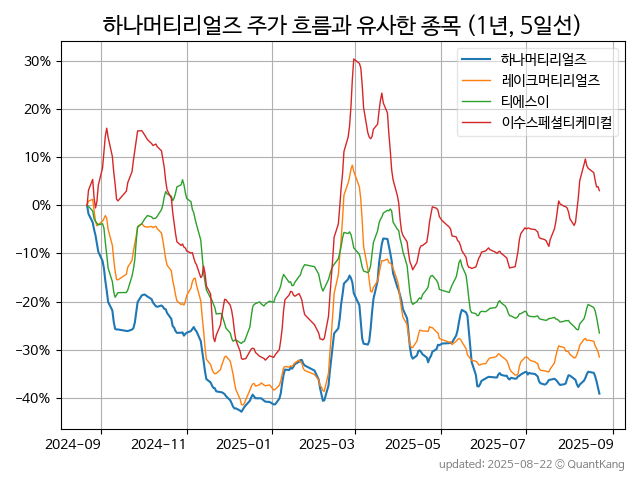 하나머티리얼즈 주가 흐름과 유사한 종목 (1년, 5일선)
하나머티리얼즈
레이크머티리얼즈
티에스이
이수스페셜티케미컬
30%
20%
10%
0%
−10%
−20%
−30%
−40%
2024-09 2024-11 2025-01 2025-03 2025-05 2025-07 2025-09
updated: 2025-08-22 © QuantKang